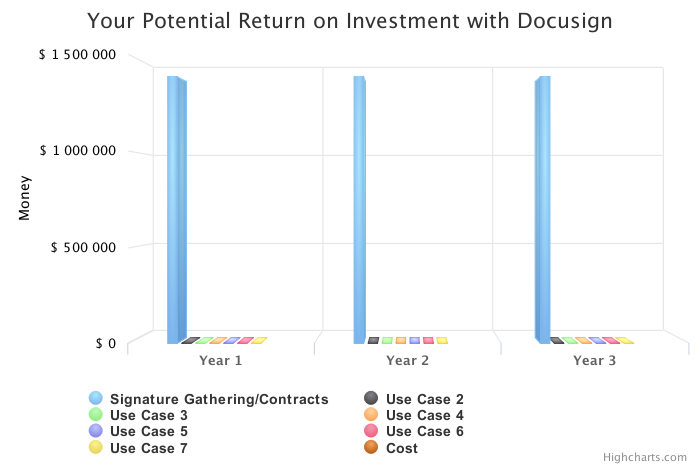 Your Potential Return on Investment with Docusign
$ 1 500 000
$ 1 000 000
$ 500 000
$ 0
Money
Year 1
Year 2
Year 3
Signature Gathering/Contracts
Use Case 2
Use Case 3
Use Case 4
Use Case 5
Use Case 6
Use Case 7
Cost
Highcharts.com